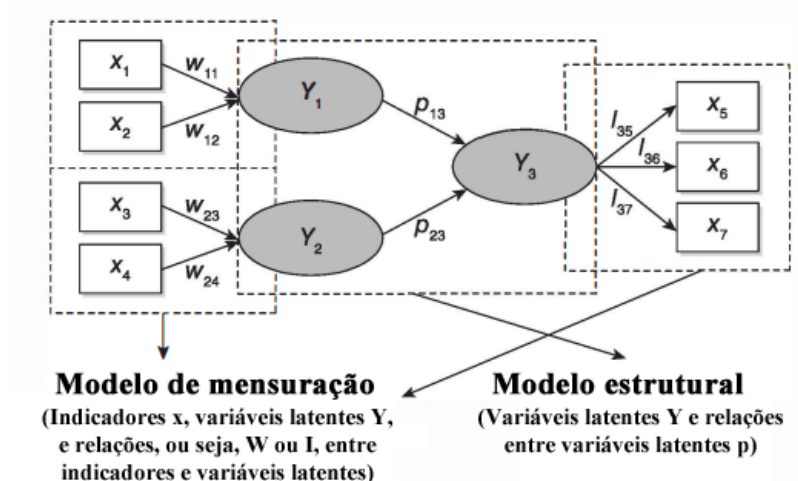 x1
w11
x2
w12
Y1
p13
x3
w23
x4
w24
Y2
p23
Y3
l35
l36
l37
x5
x6
x7
Modelo de mensuração
(Indicadores x, variáveis latentes Y,
e relações, ou seja, W ou I, entre
indicadores e variáveis latentes)
Modelo estrutural
(Variáveis latentes Y e relações
entre variáveis latentes p)